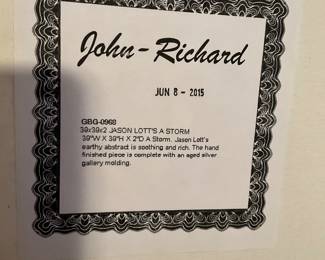 John-Richard
JUN 8 - 2015
GBG-0968
39x39x2 JASON LOTT'S A STORM
39"W X 39"H X 2"D A Storm. Jason Lott's
earthy abstract is soothing and rich. The hand
finished piece is complete with an aged silver
gallery molding.